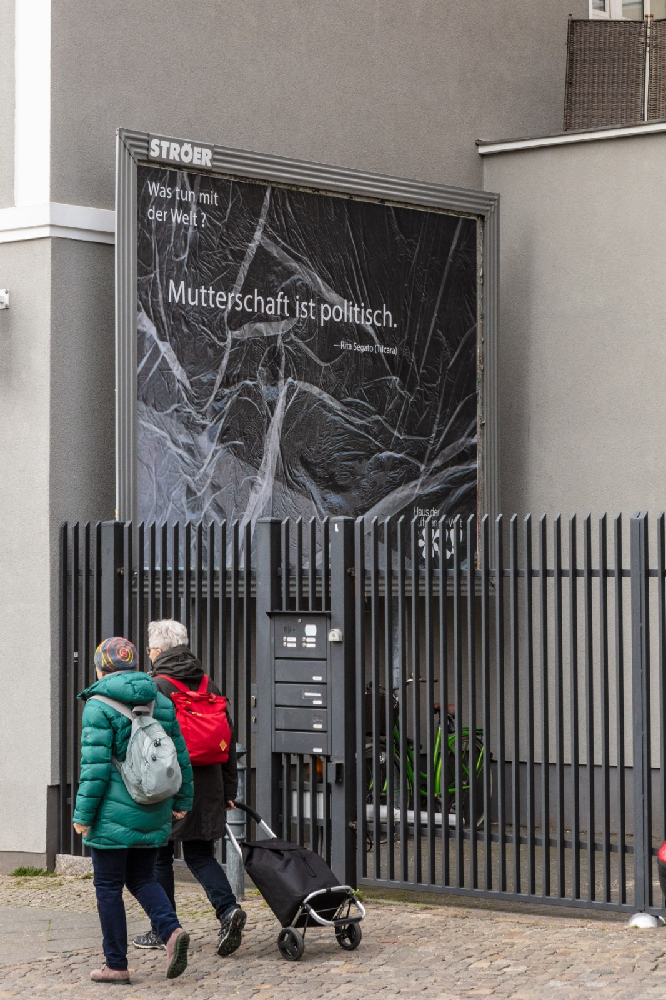 STRÖER
Was tun mit
der Welt ?
Mutterschaft ist politisch.
—Rita Segato (Tilcara)
Haus der